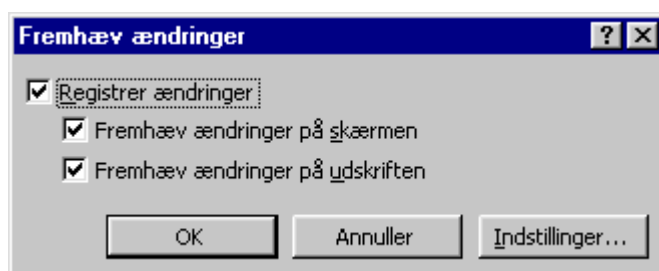 Fremhæv ændringer
Registrer ændringer
Fremhæv ændringer på skærmen
Fremhæv ændringer på udskriften
OK Annuller Indstillinger...